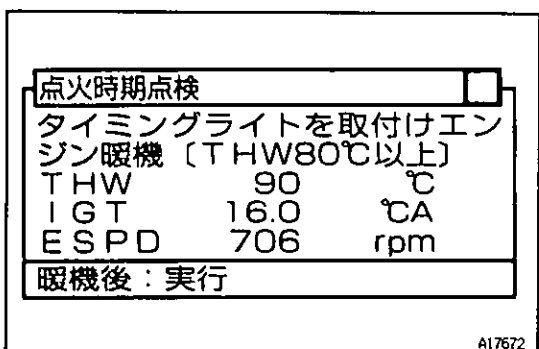 点火時期点検
タイミングライトを取付けエン
ジン暖機〔THW80℃以上〕
THW 90 ℃
IGT 16.0 ℃A
ESPD 706 rpm
暖機後:実行
A17672